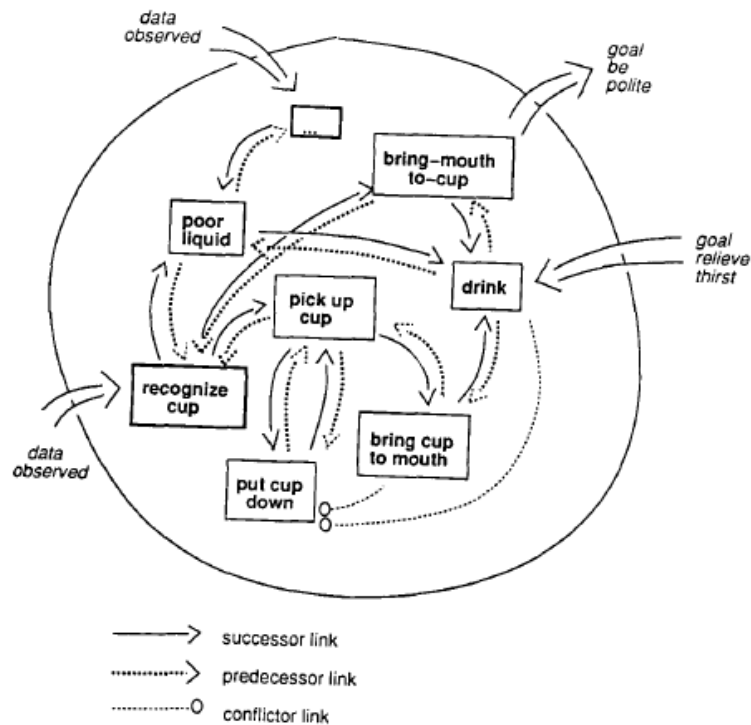 data
observed
goal
be
polite
...
bring-mouth
to-cup
poor
liquid
goal
relieve
thirst
drink
pick up
cup
recognize
cup
data
observed
bring cup
to mouth
put cup
down
successor link
predecessor link
conflictor link